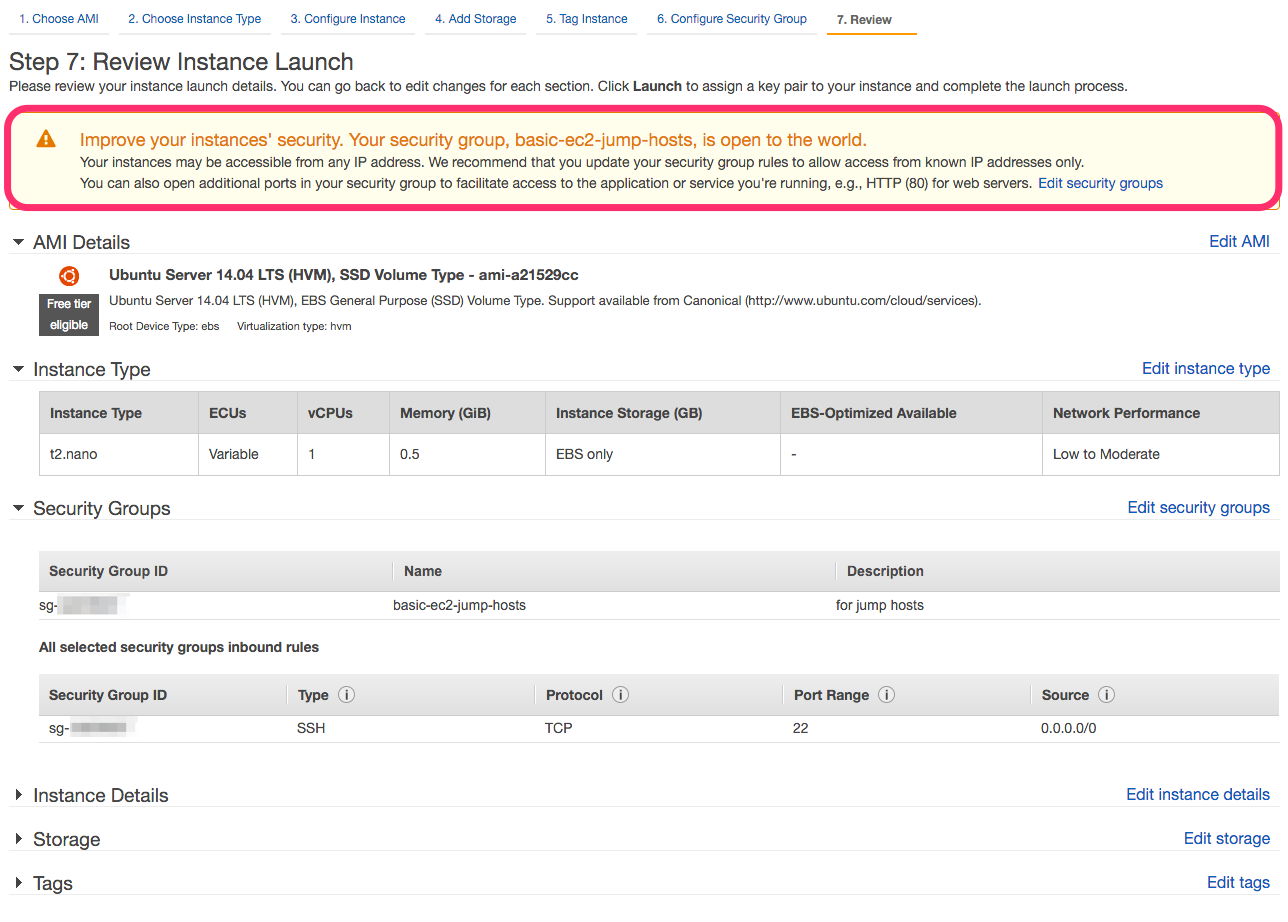 1. Choose AMI 2. Choose Instance Type 3. Configure Instance 4. Add Storage 5. Tag Instance 6. Configure Security Group 7. Review
Step 7: Review Instance Launch
Please review your instance launch details. You can go back to edit changes for each section. Click Launch to assign a key pair to your instance and complete the launch process.
Improve your instances' security. Your security group, basic-ec2-jump-hosts, is open to the world.
Your instances may be accessible from any IP address. We recommend that you update your security group rules to allow access from known IP addresses only.
You can also open additional ports in your security group to facilitate access to the application or service you're running, e.g., HTTP (80) for web servers. Edit security groups
AMI Details Edit AMI
Ubuntu Server 14.04 LTS (HVM), SSD Volume Type - ami-a21529cc
Free tier eligible
Ubuntu Server 14.04 LTS (HVM), EBS General Purpose (SSD) Volume Type. Support available from Canonical (http://www.ubuntu.com/cloud/services).
Root Device Type: ebs Virtualization type: hvm
Instance Type Edit instance type
Instance Type ECUs vCPUs Memory (GiB) Instance Storage (GB) EBS-Optimized Available Network Performance
t2.nano Variable 1 0.5 EBS only - Low to Moderate
Security Groups Edit security groups
Security Group ID Name Description
sg- basic-ec2-jump-hosts for jump hosts
All selected security groups inbound rules
Security Group ID Type i Protocol i Port Range i Source i
sg- SSH TCP 22 0.0.0.0/0
Instance Details Edit instance details
Storage Edit storage
Tags Edit tags